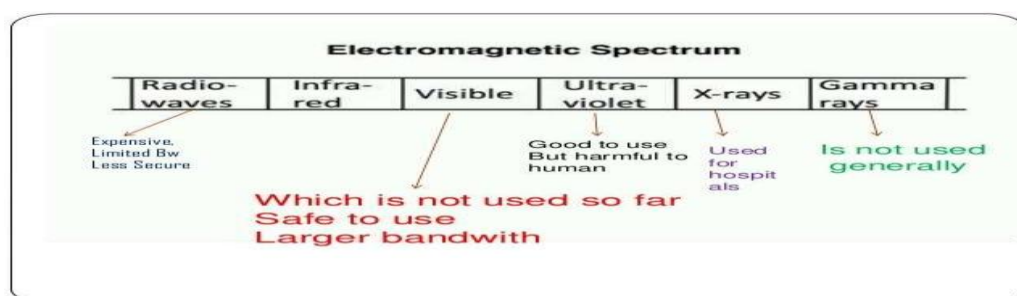 Electromagnetic Spectrum
Radio-
waves
Infra-
red
Visible
Ultra-
violet
X-rays
Gamma
rays
Expensive,
Limited Bw
Less Secure
Which is not used so far
Safe to use
Larger bandwith
Good to use
But harmful to
human
Used
for
hospit
als
Is not used
generally